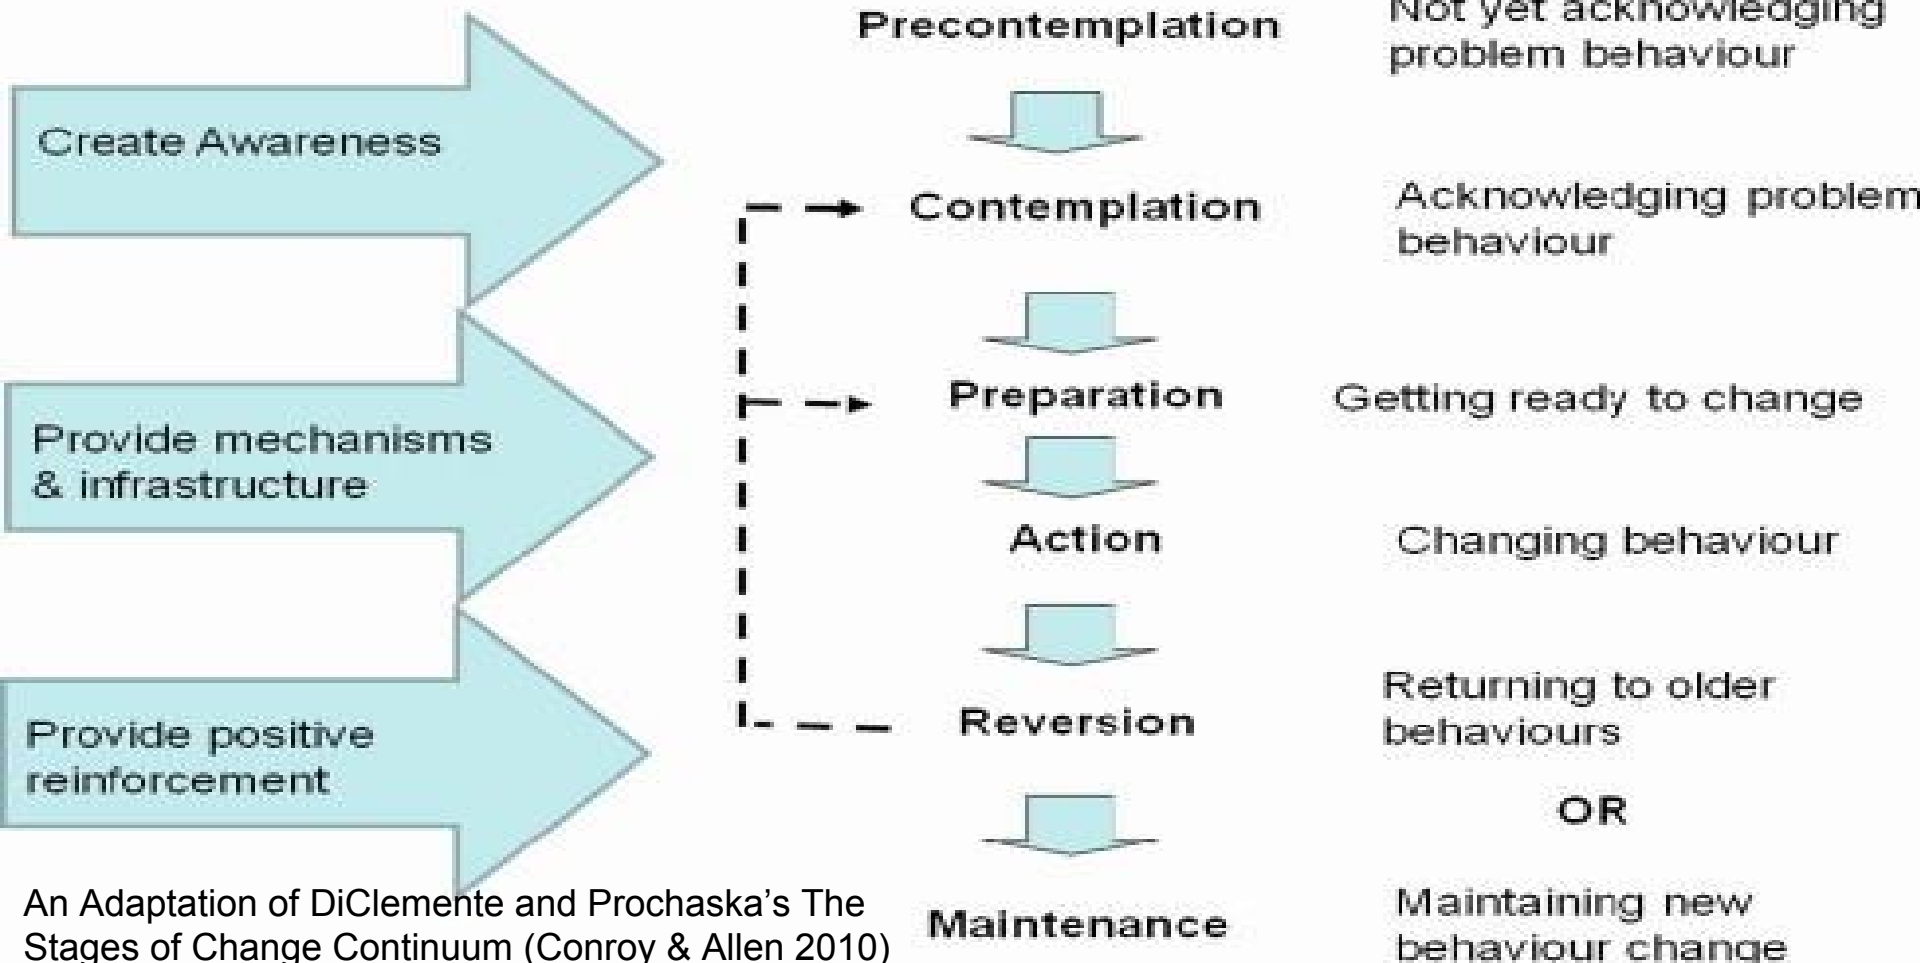 Precontemplation
Not yet acknowledging
problem behaviour
Create Awareness
Contemplation
Acknowledging problem
behaviour
Preparation
Getting ready to change
Provide mechanisms
& infrastructure
Action
Changing behaviour
Reversion
Returning to older
behaviours
Provide positive
reinforcement
OR
Maintenance
Maintaining new
behaviour change
An Adaptation of DiClemente and Prochaska’s The
Stages of Change Continuum (Conroy & Allen 2010)